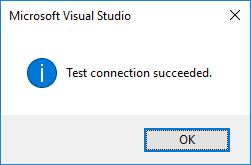 Microsoft Visual Studio
Test connection succeeded.
OK